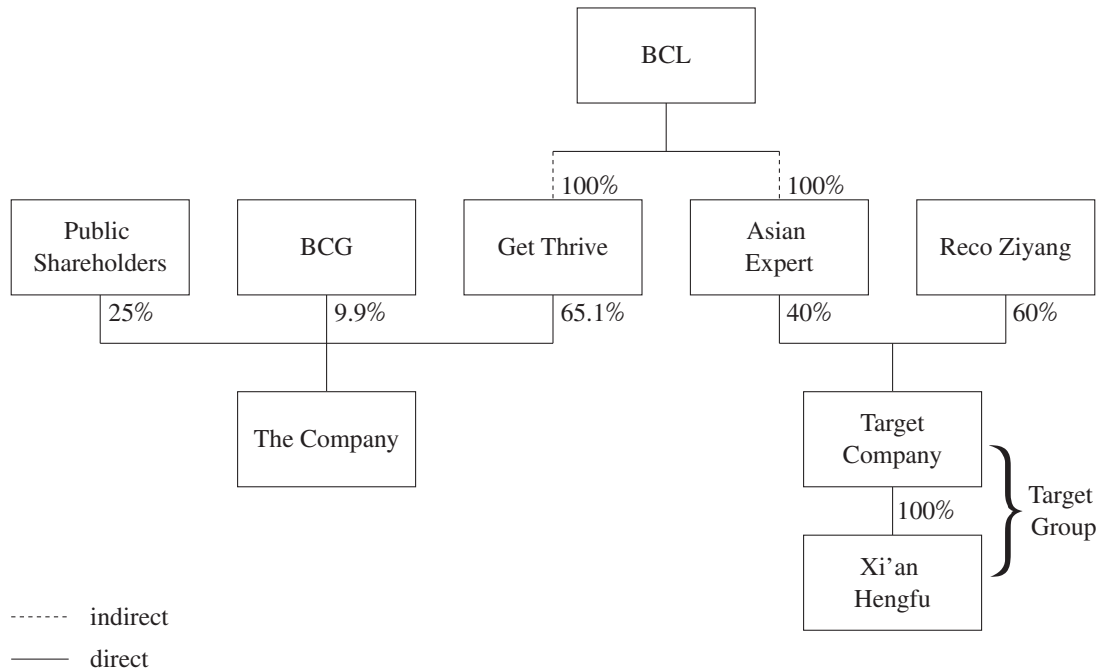 BCL
100%
100%
Public
Shareholders
BCG
Get Thrive
Asian
Expert
Reco Ziyang
25%
9.9%
65.1%
40%
60%
The Company
Target
Company
100%
Target
Group
Xi’an
Hengfu
indirect
direct